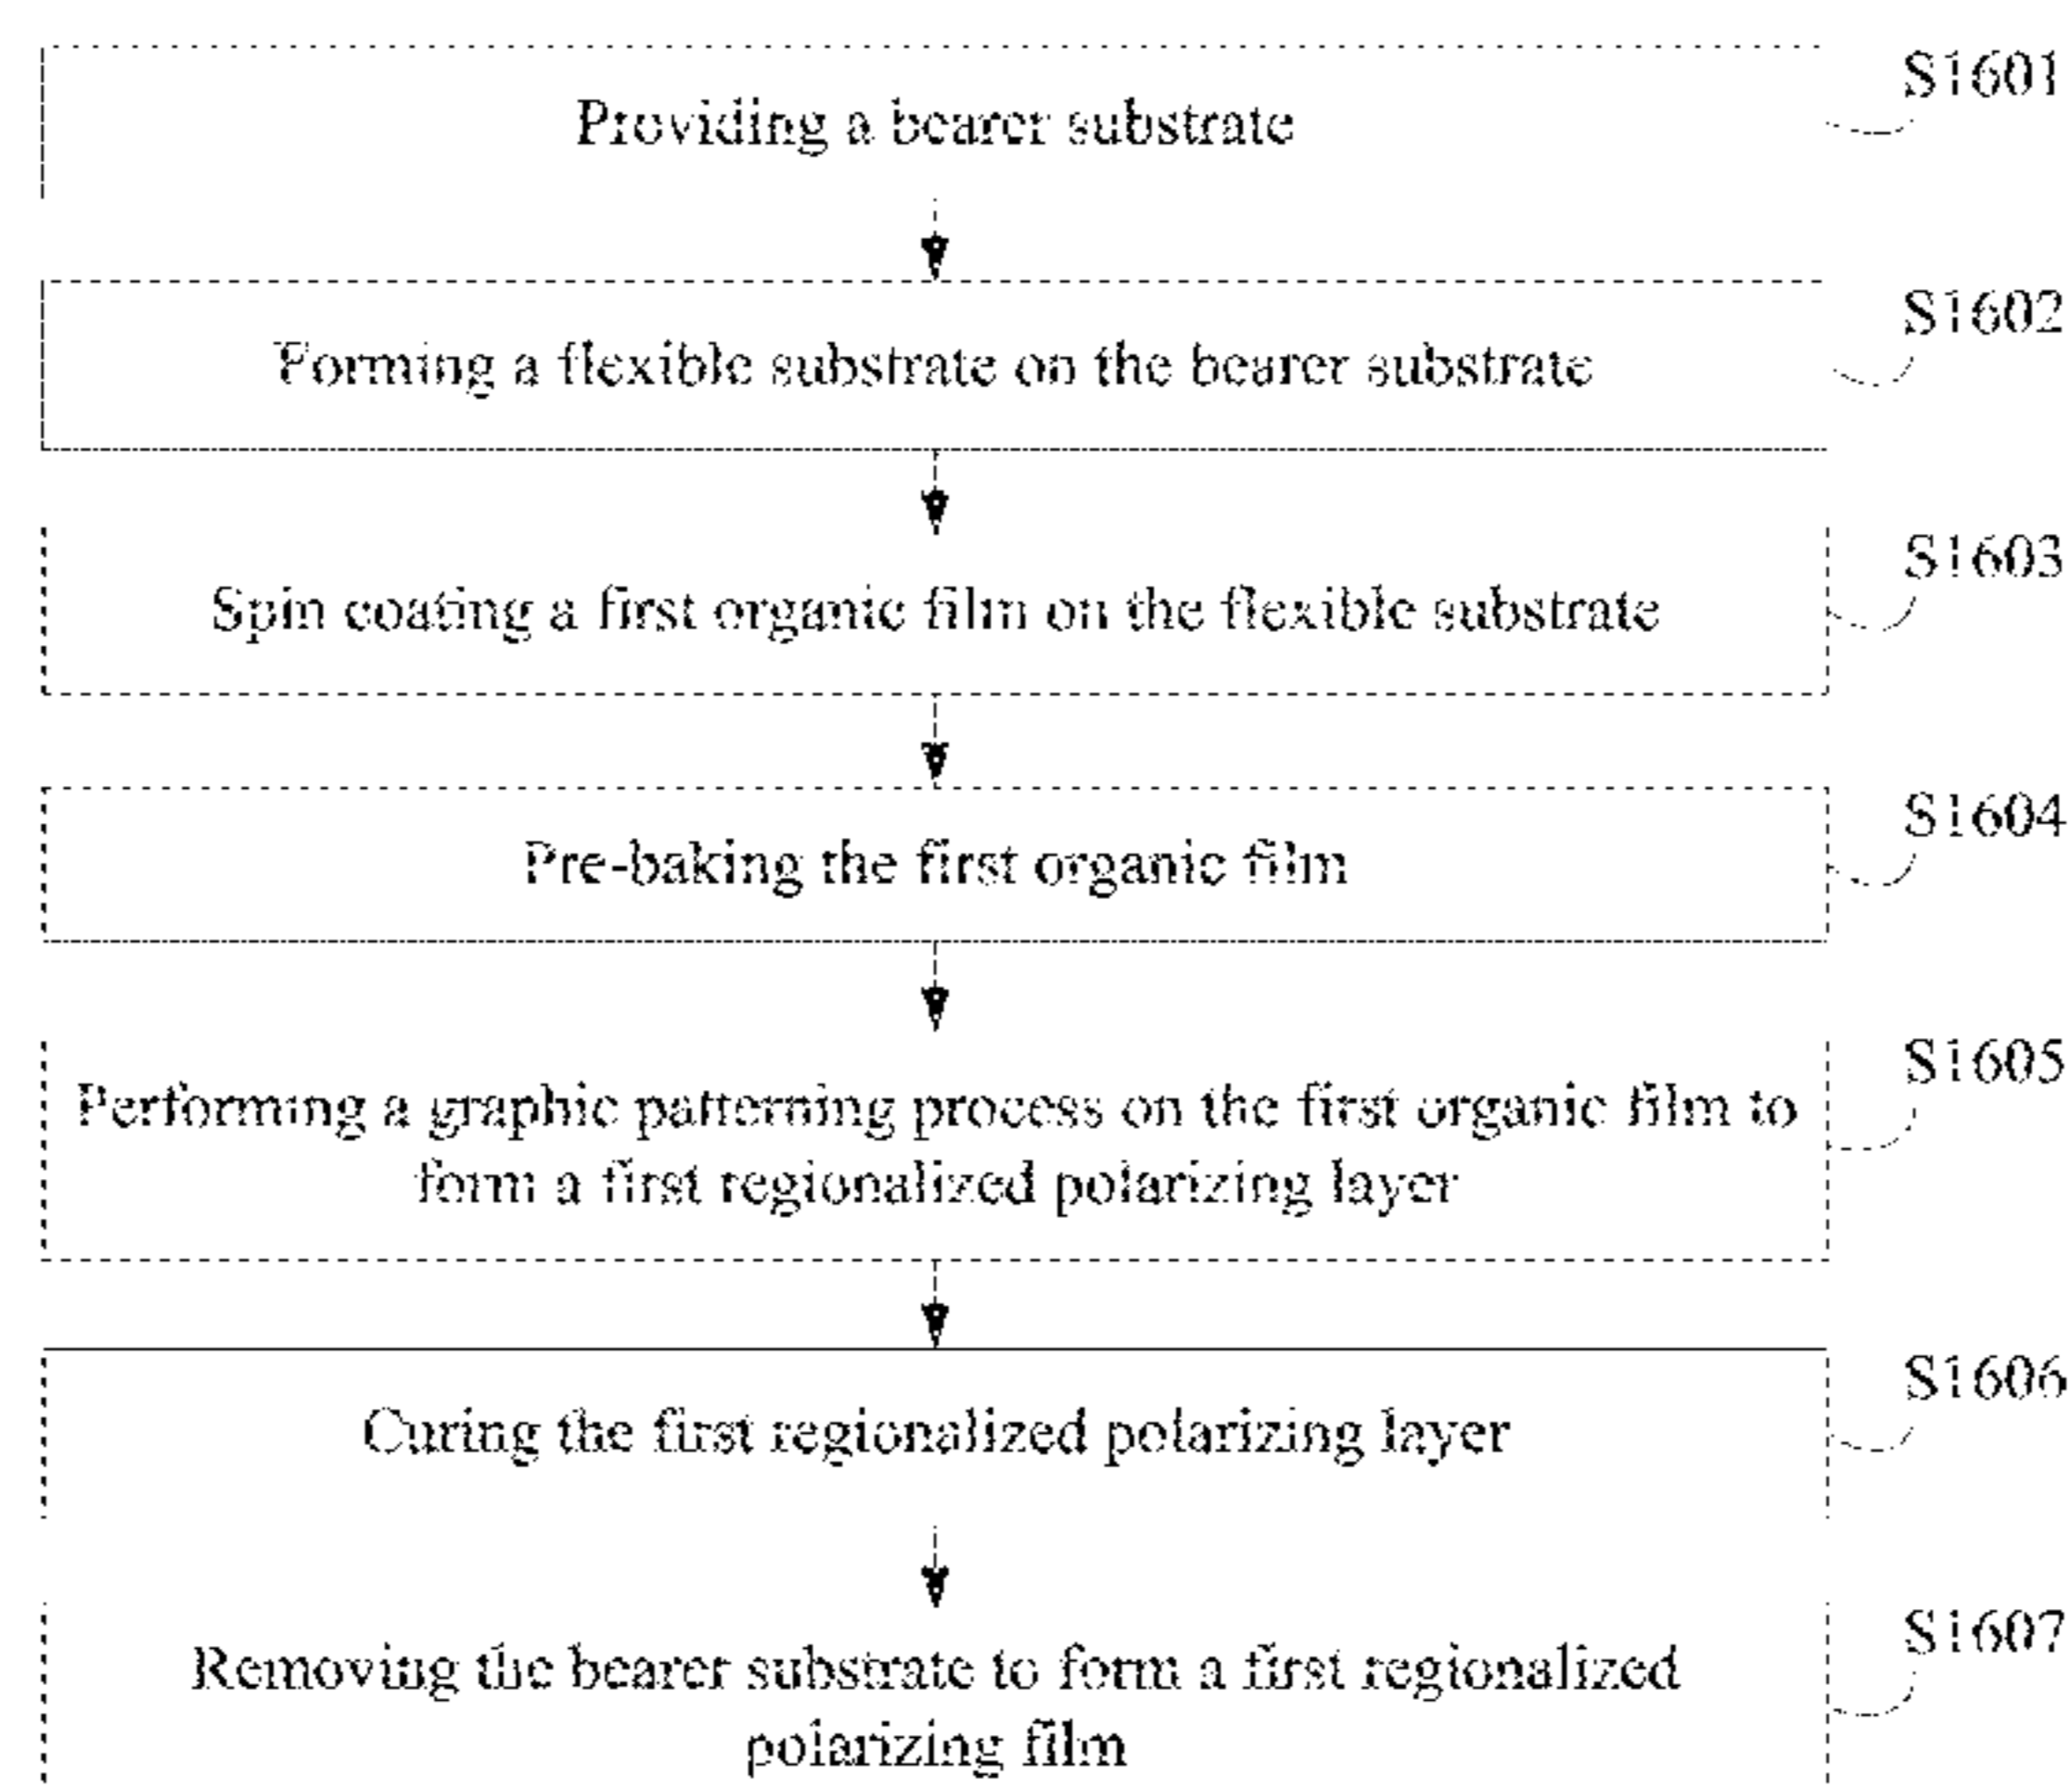 S1601
Providing a bearer substrate
S1602
Forming a flexible substrate on the bearer substrate
S1603
Spin coating a first organic film on the flexible substrate
S1604
Pre-baking the first organic film
S1605
Performing a graphic patterning process on the first organic film to
form a first regionalized polarizing layer
S1606
Curing the first regionalized polarizing layer
S1607
Removing the bearer substrate to form a first regionalized
polarizing film